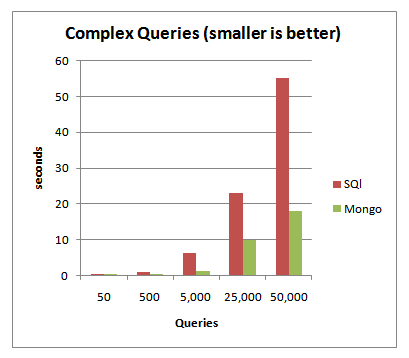 Complex Queries (smaller is better)
60
50
40
30
20
10
0
seconds
SQl
Mongo
50 500 5,000 25,000 50,000
Queries